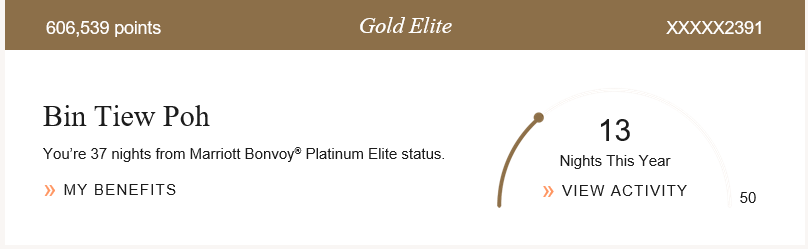 606,539 points Gold Elite XXXXX2391
Bin Tiew Poh
You're 37 nights from Marriott Bonvoy® Platinum Elite status.
» MY BENEFITS
13
Nights This Year
» VIEW ACTIVITY
50